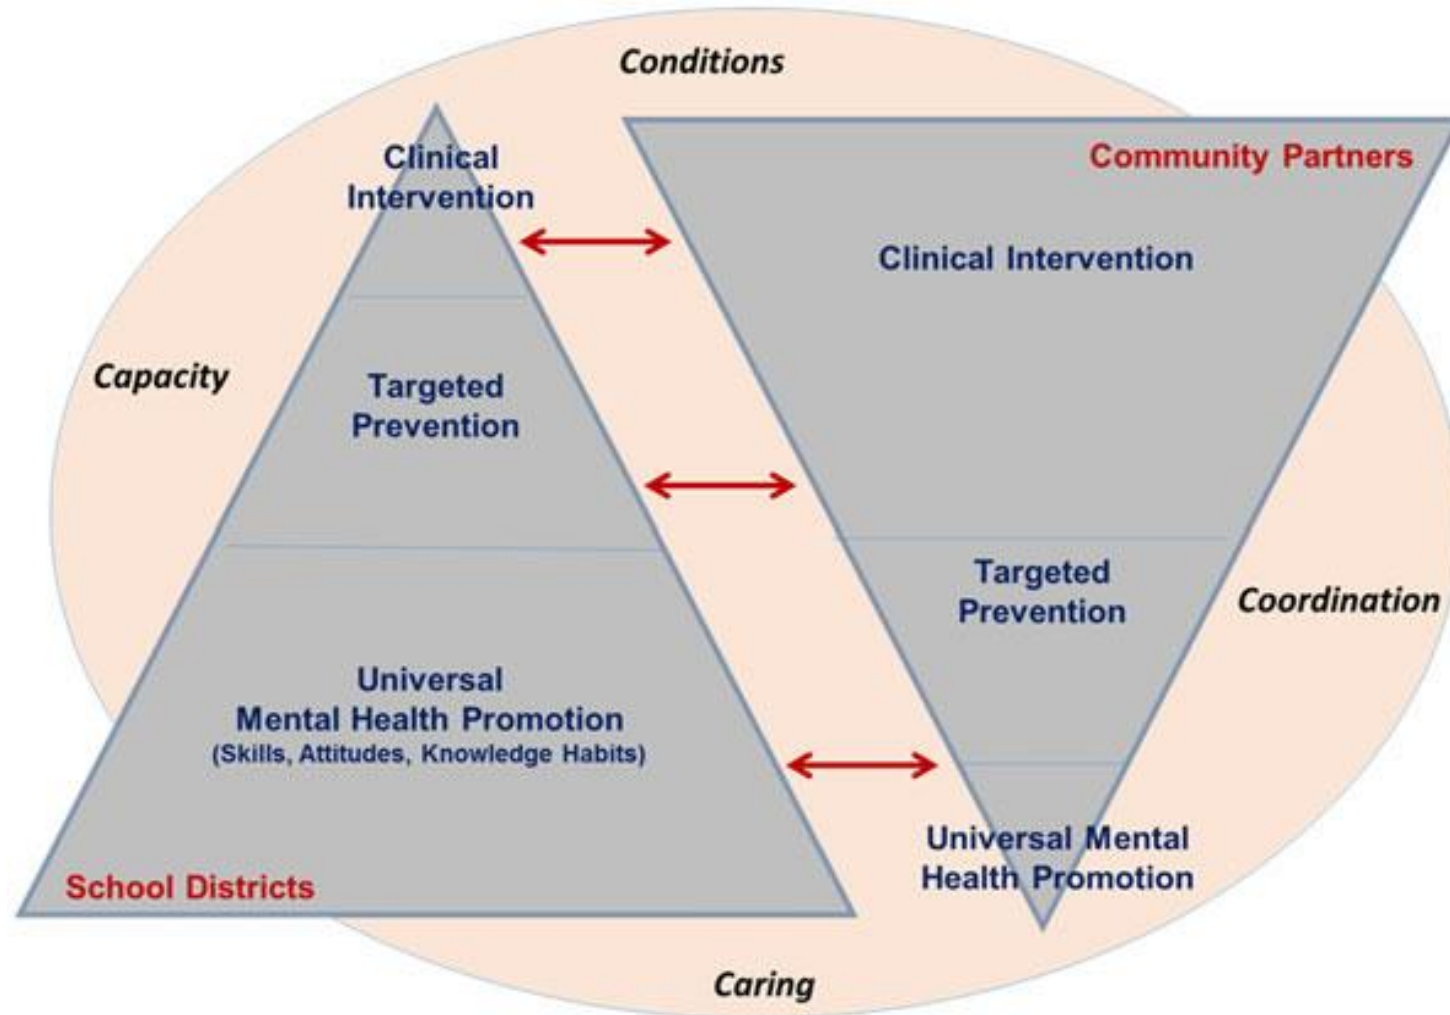 Conditions
Clinical
Intervention
Community Partners
Clinical Intervention
Capacity
Targeted
Prevention
Targeted
Prevention
Coordination
Universal
Mental Health Promotion
(Skills, Attitudes, Knowledge Habits)
Universal Mental
Health Promotion
School Districts
Caring